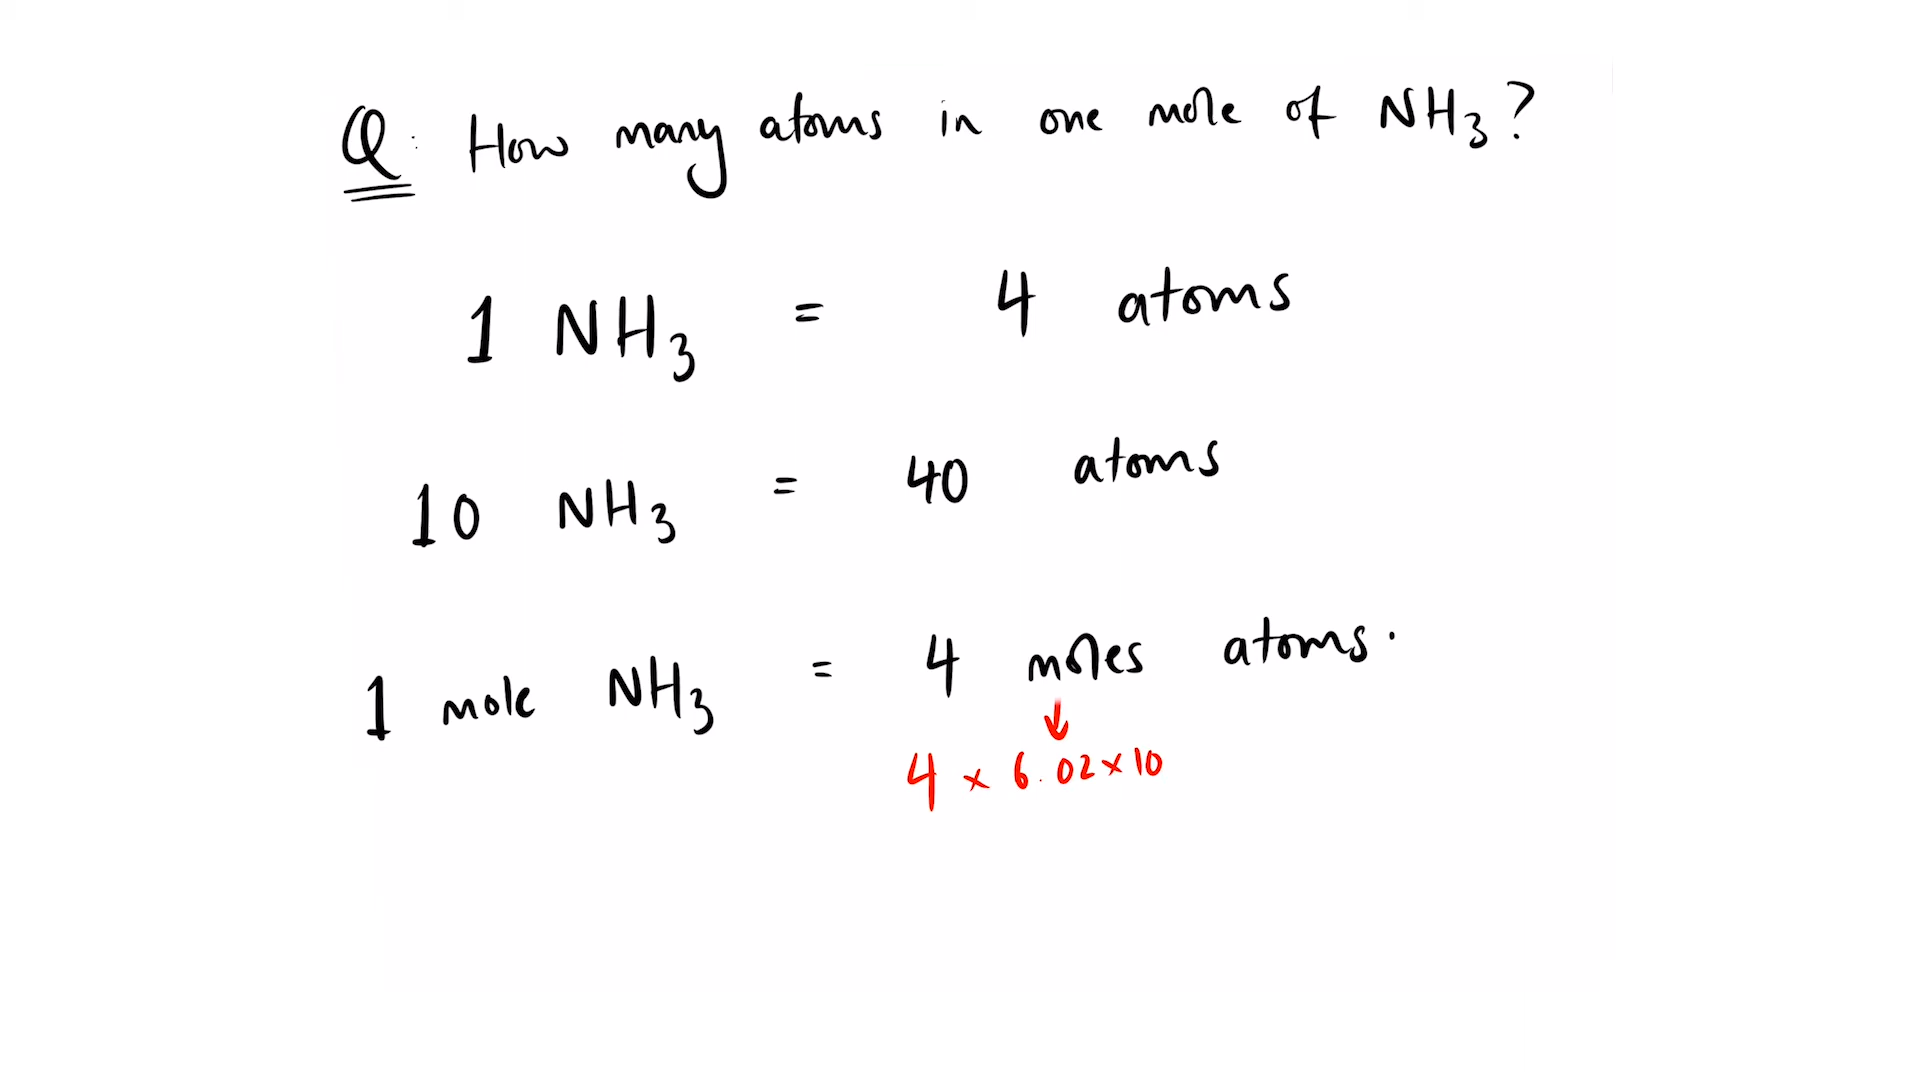 Q: How many atoms in one mole of NH₃?
1 NH₃ = 4 atoms
10 NH₃ = 40 atoms
1 mole NH₃ = 4 moles atoms.
↓
4 × 6.02×10